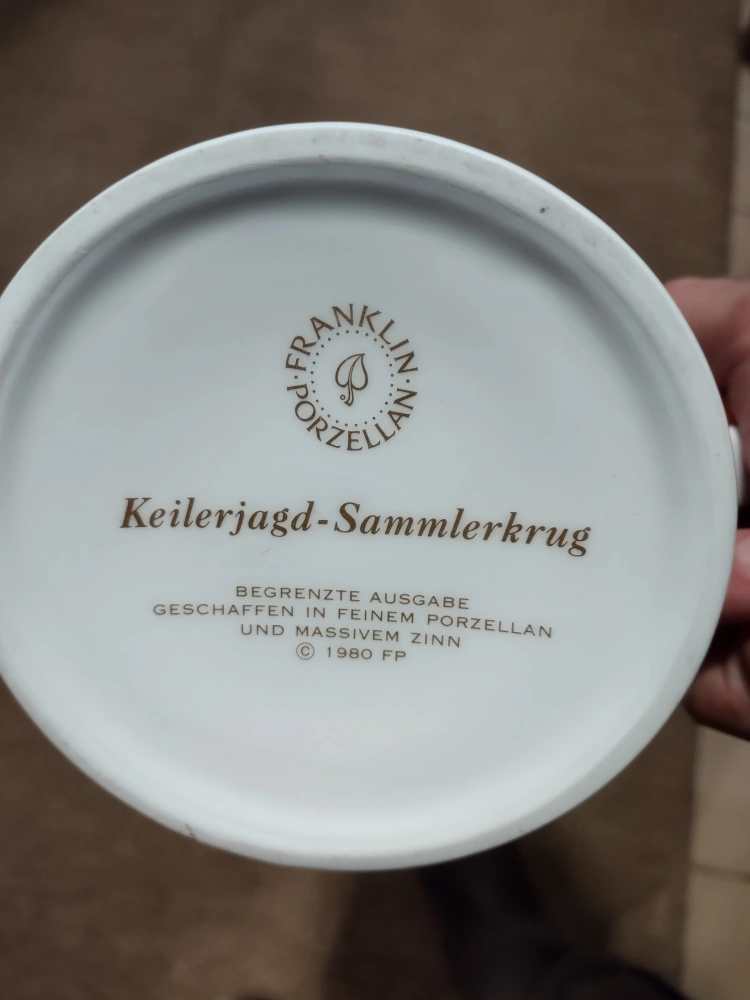 FRANKLIN
PORZELLAN
Keilerjagd-Sammlerkrug
BEGRENZTE AUSGABE
GESCHAFFEN IN FEINEM PORZELLAN
UND MASSIVEM ZINN
© 1980 FP